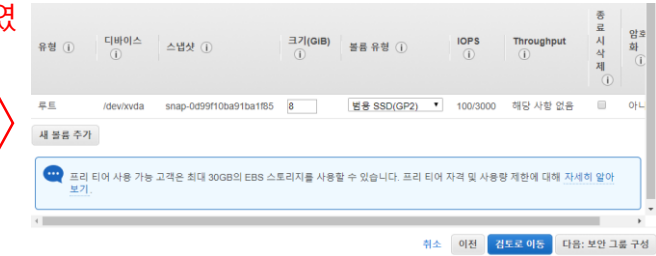 였
유형 디바이스 스냅샷 크기(GiB) 볼륨 유형 IOPS Throughput 종료 시 삭제 암호화
루트 /dev/xvda snap-0d99f10ba91ba1f85 8 범용 SSD(GP2) 100/3000 해당 사항 없음 아니
새 볼륨 추가
프리 티어 사용 가능 고객은 최대 30GB의 EBS 스토리지를 사용할 수 있습니다. 프리 티어 자격 및 사용량 제한에 대해 자세히 알아
보기.
취소 이전 검토로 이동 다음: 보안 그룹 구성